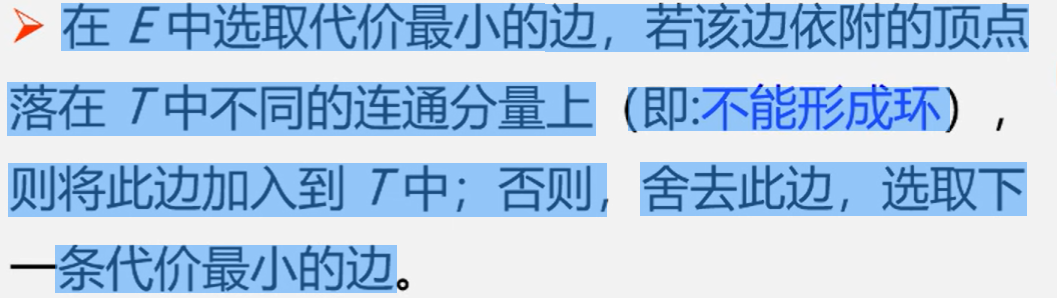 ➢ 在 E 中选取代价最小的边，若该边依附的顶点
落在 T 中不同的连通分量上（即:不能形成环），
则将此边加入到 T 中；否则，舍去此边，选取下
一条代价最小的边。